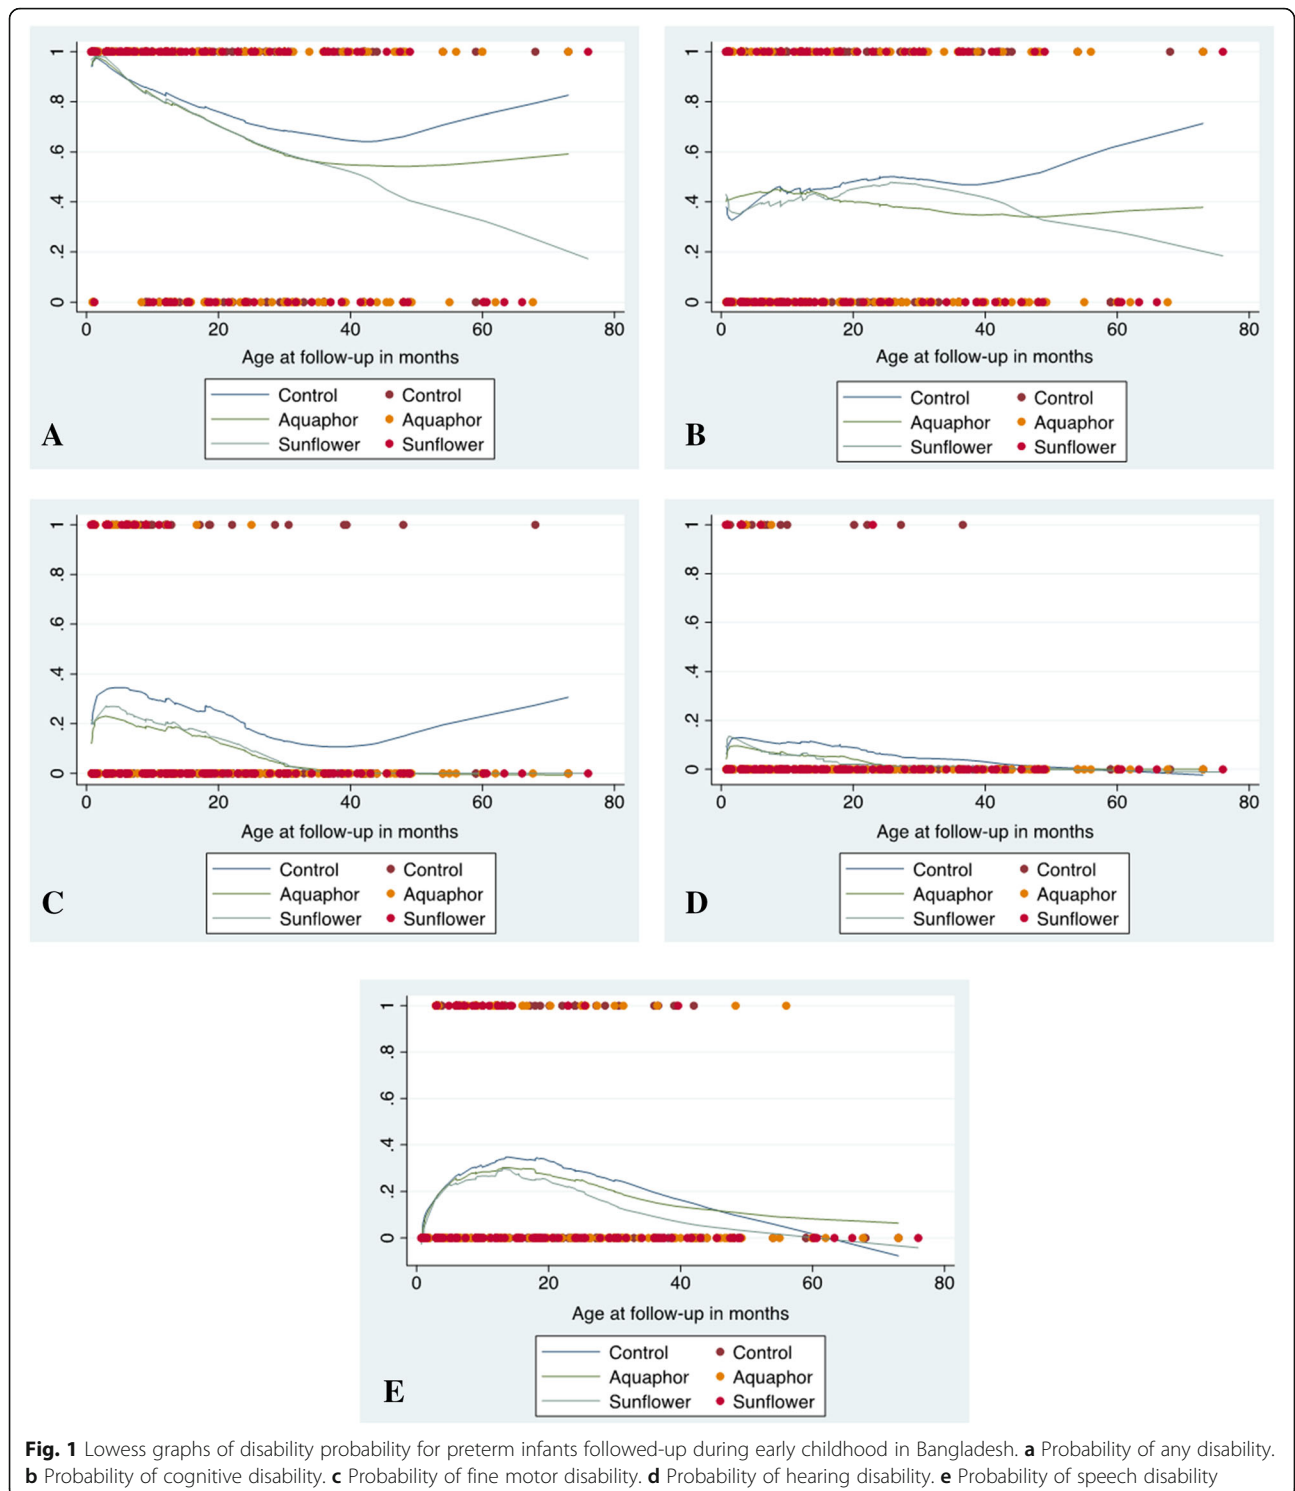 1
.8
.6
.4
.2
0
0 20 40 60 80
Age at follow-up in months
Control Control
Aquaphor Aquaphor
Sunflower Sunflower
A
1
.8
.6
.4
.2
0
0 20 40 60 80
Age at follow-up in months
Control Control
Aquaphor Aquaphor
Sunflower Sunflower
B
1
.8
.6
.4
.2
0
0 20 40 60 80
Age at follow-up in months
Control Control
Aquaphor Aquaphor
Sunflower Sunflower
C
1
.8
.6
.4
.2
0
0 20 40 60 80
Age at follow-up in months
Control Control
Aquaphor Aquaphor
Sunflower Sunflower
D
1
.8
.6
.4
.2
0
0 20 40 60 80
Age at follow-up in months
Control Control
Aquaphor Aquaphor
Sunflower Sunflower
E
Fig. 1 Lowess graphs of disability probability for preterm infants followed-up during early childhood in Bangladesh. a Probability of any disability.
b Probability of cognitive disability. c Probability of fine motor disability. d Probability of hearing disability. e Probability of speech disability